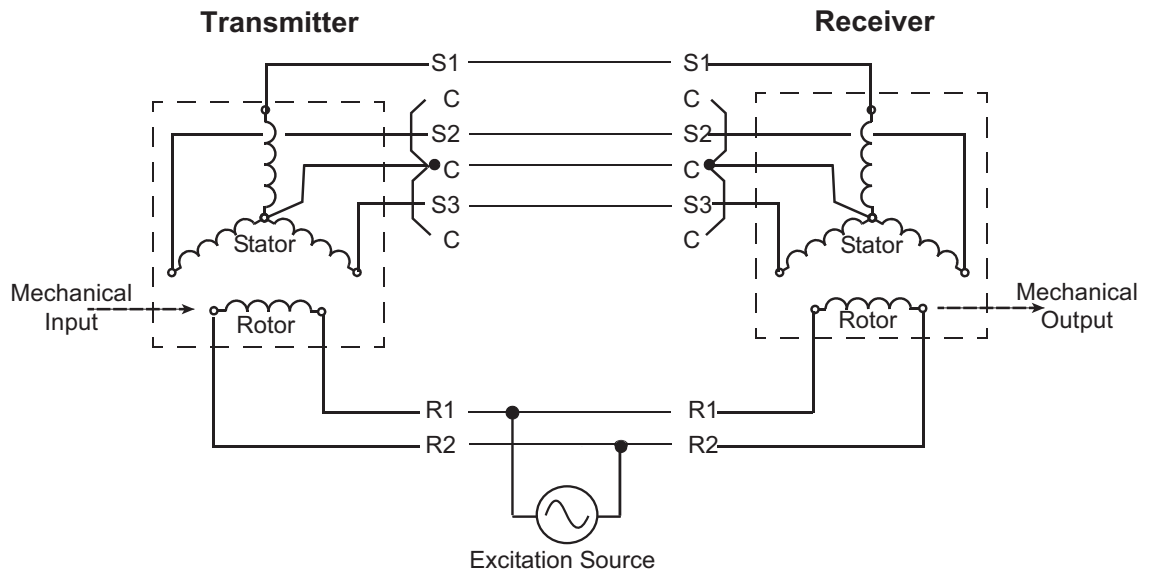 Transmitter
Receiver
S1
S1
C
C
S2
S2
C
C
S3
S3
C
C
Stator
Stator
Mechanical
Input
Rotor
Rotor
Mechanical
Output
R1
R1
R2
R2
Excitation Source